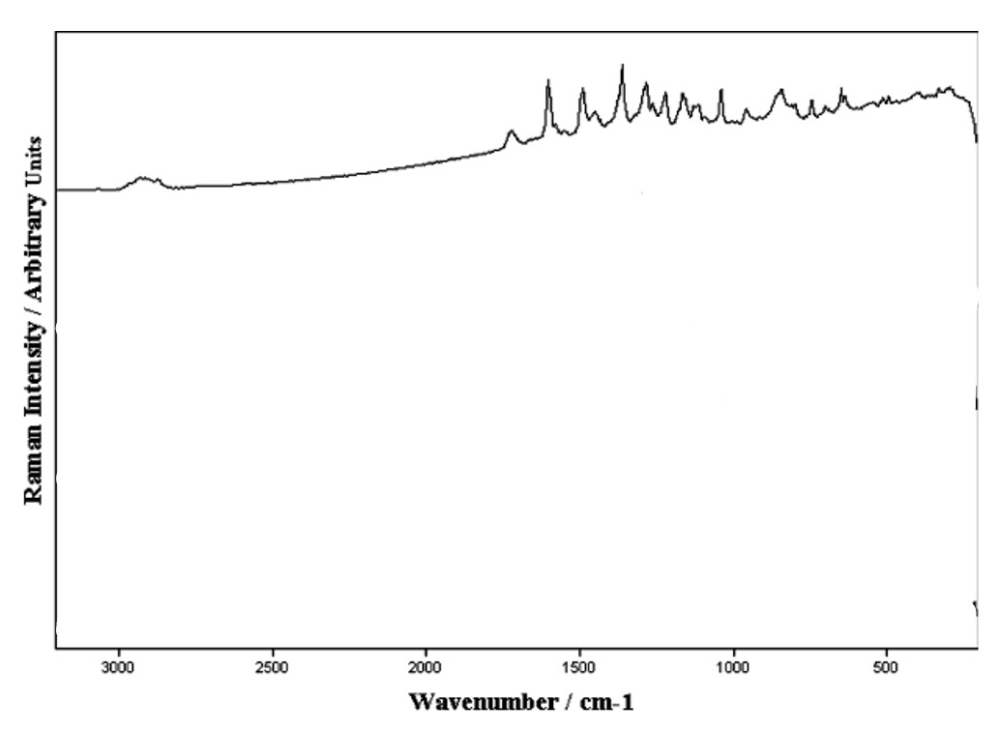 Raman Intensity / Arbitrary Units
3000 2500 2000 1500 1000 500
Wavenumber / cm-1